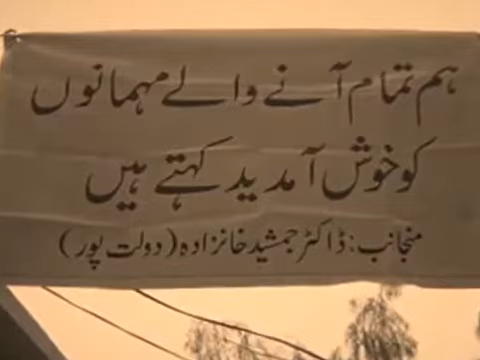 ہم تمام آنے والے مہمانوں
کو خوش آمدید کہتے ہیں
منجانب: ڈاکٹر جمشید خانزادہ (دولت پور)